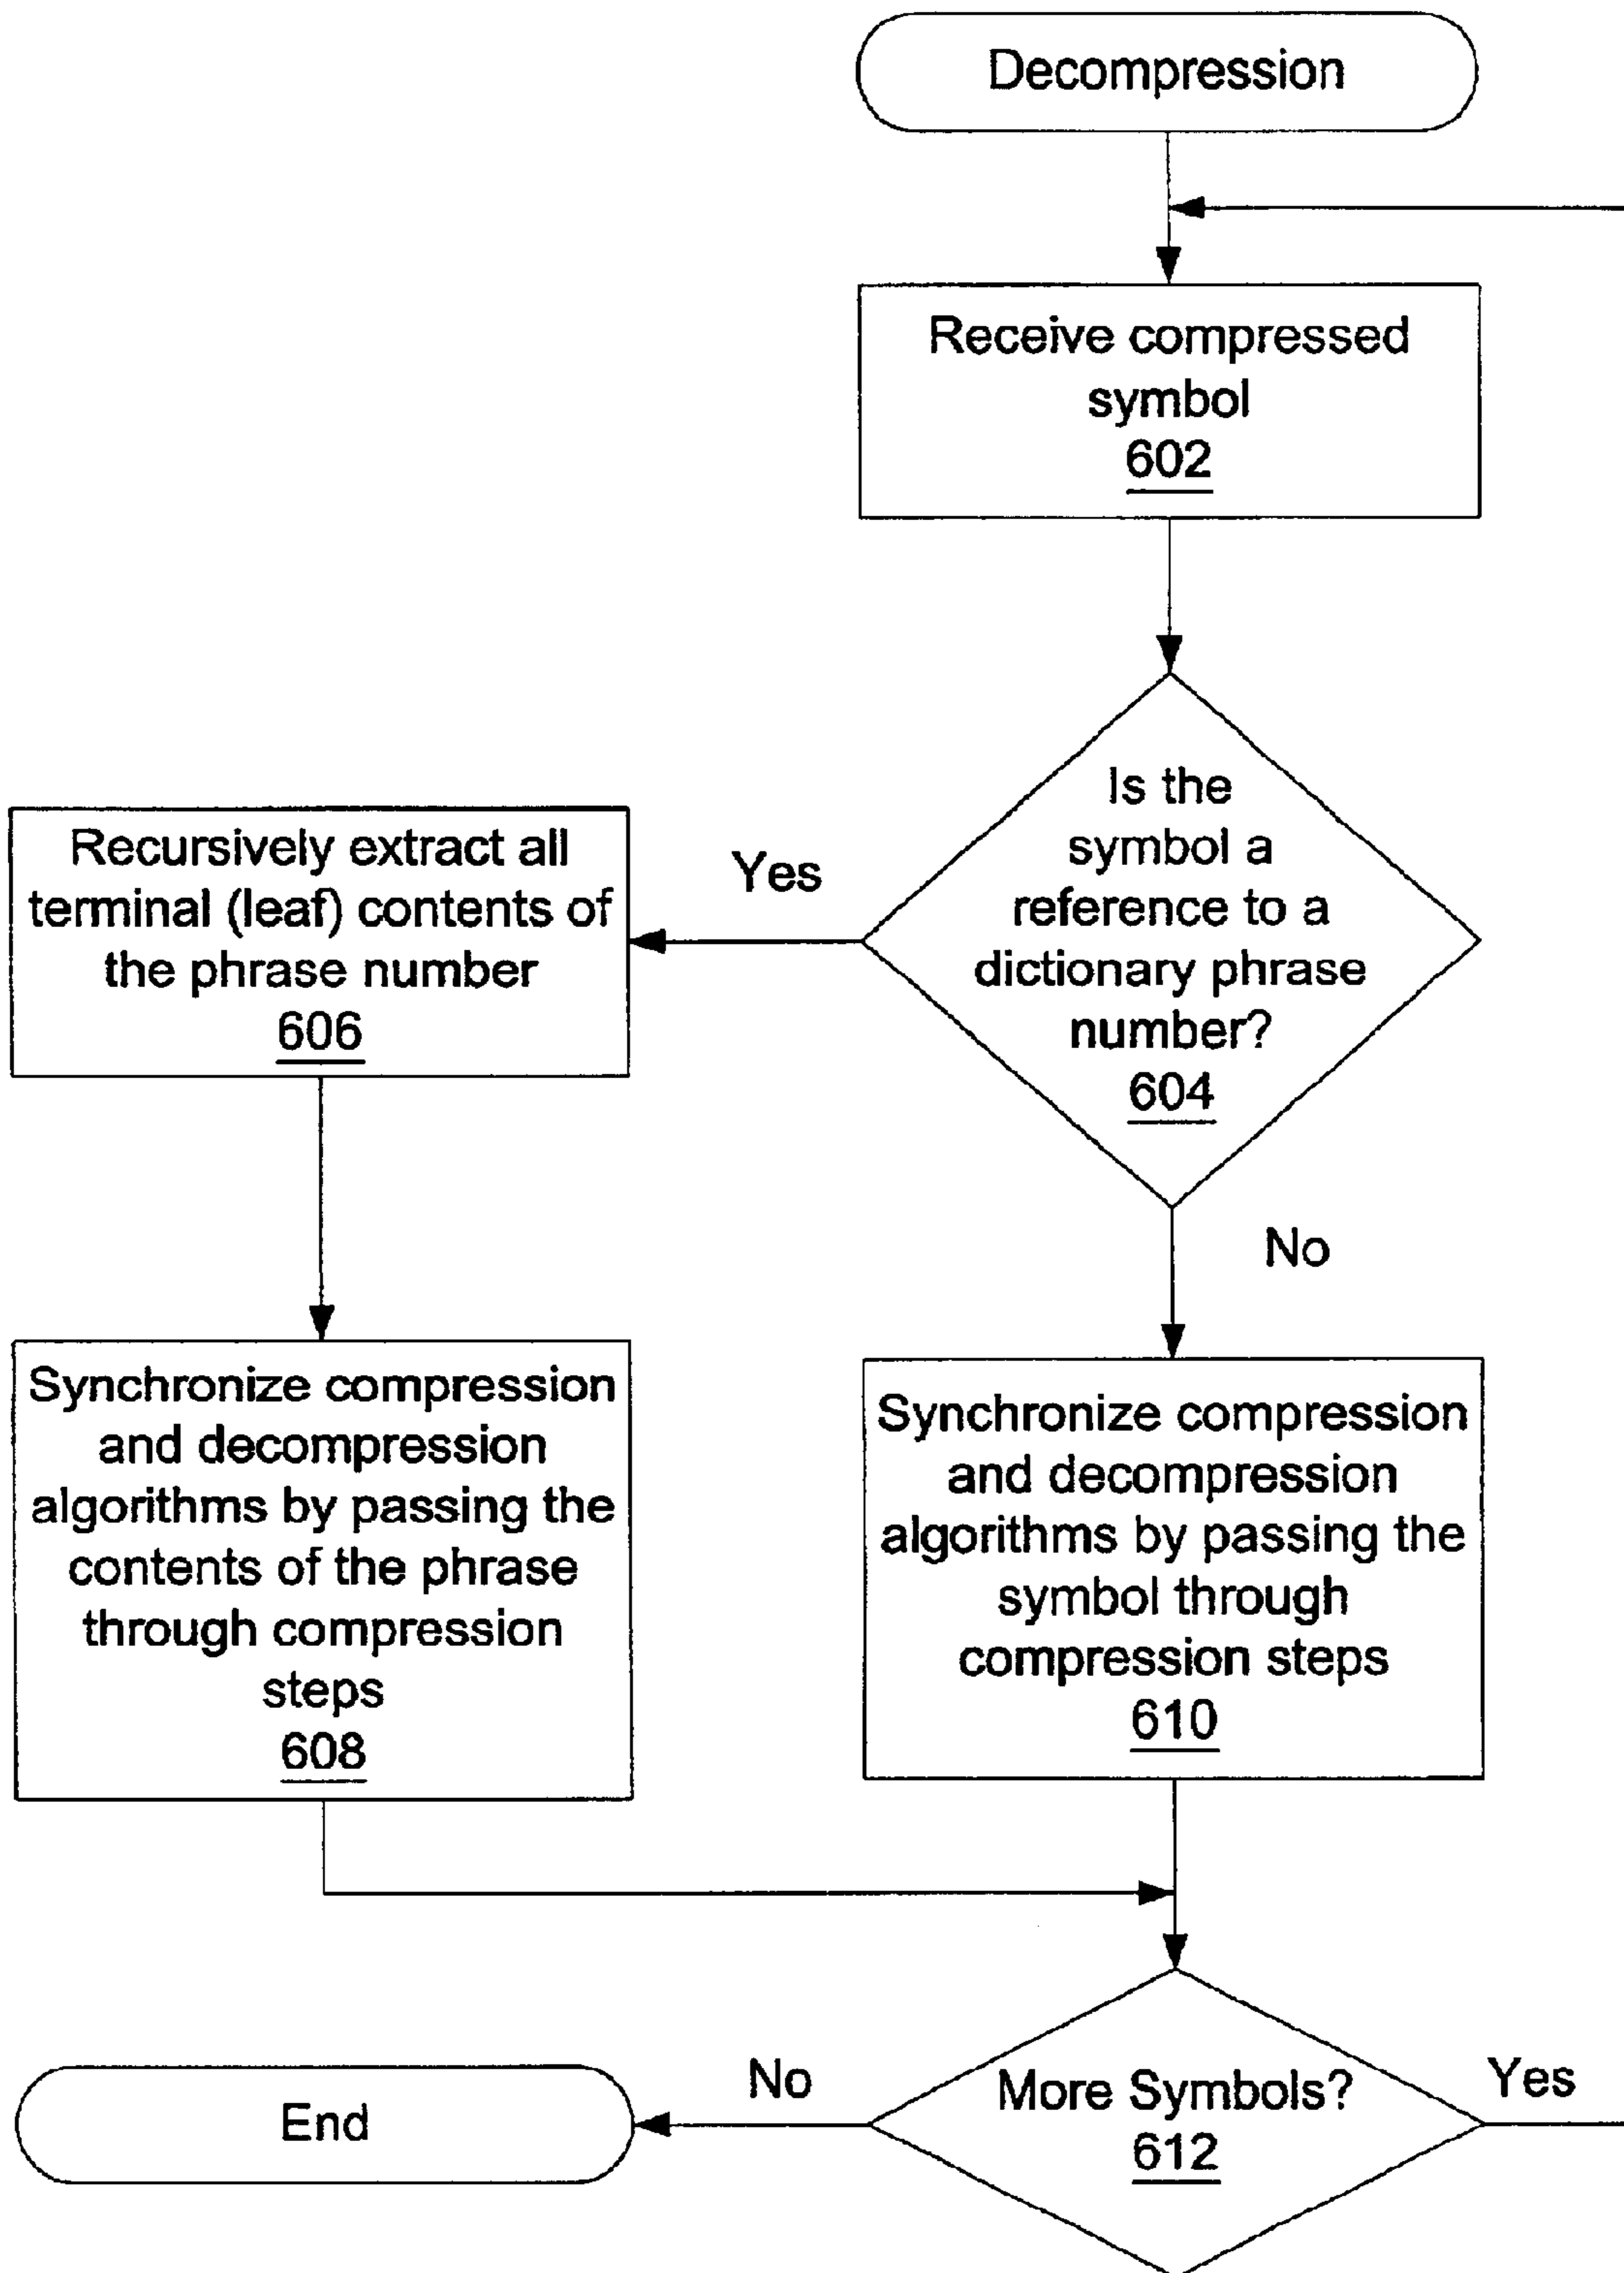 Decompression
Receive compressed
symbol
602
Is the
symbol a
reference to a
dictionary phrase
number?
604
Yes
Recursively extract all
terminal (leaf) contents of
the phrase number
606
No
Synchronize compression
and decompression
algorithms by passing the
contents of the phrase
through compression
steps
608
Synchronize compression
and decompression
algorithms by passing the
symbol through
compression steps
610
More Symbols?
612
No
Yes
End